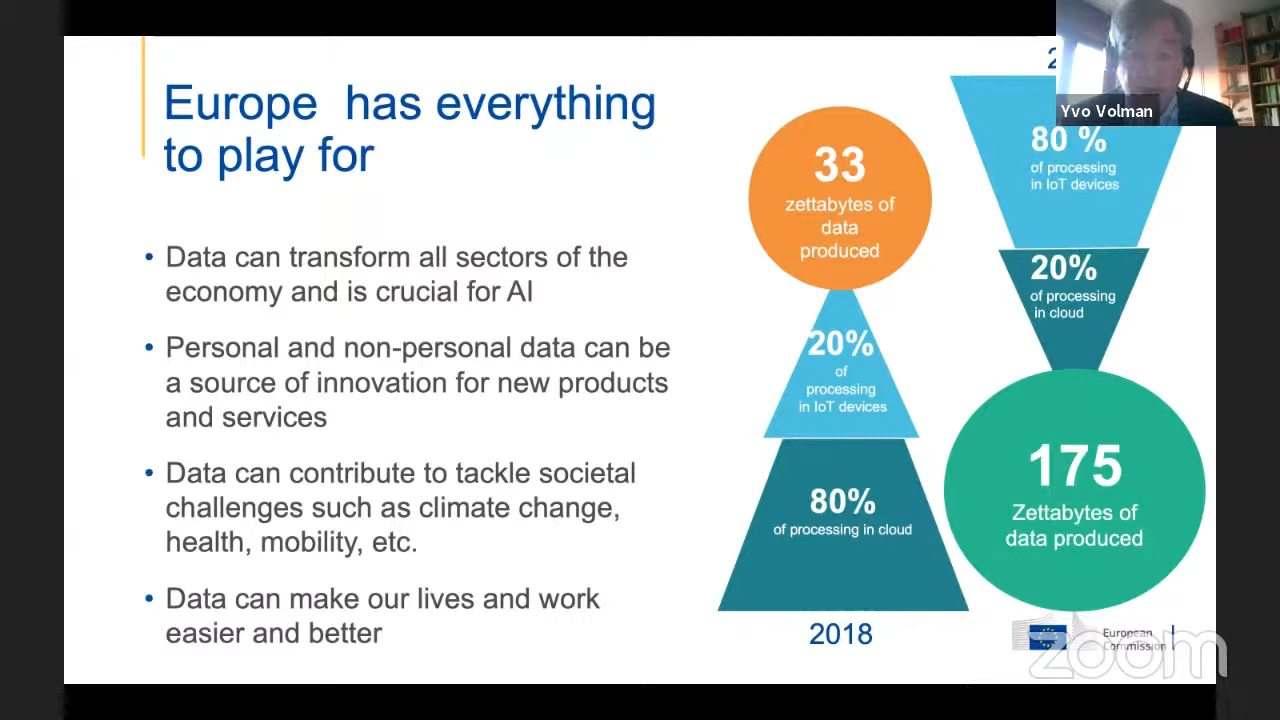 Europe has everything
to play for
• Data can transform all sectors of the
economy and is crucial for AI
• Personal and non-personal data can be
a source of innovation for new products
and services
• Data can contribute to tackle societal
challenges such as climate change,
health, mobility, etc.
• Data can make our lives and work
easier and better
33
zettabytes of
data
produced
20%
of
processing
in IoT devices
80%
of processing in cloud
2018
2
80 %
of processing
in IoT devices
20%
of processing
in cloud
175
Zettabytes of
data produced
European
Commission
zoom
Yvo Volman